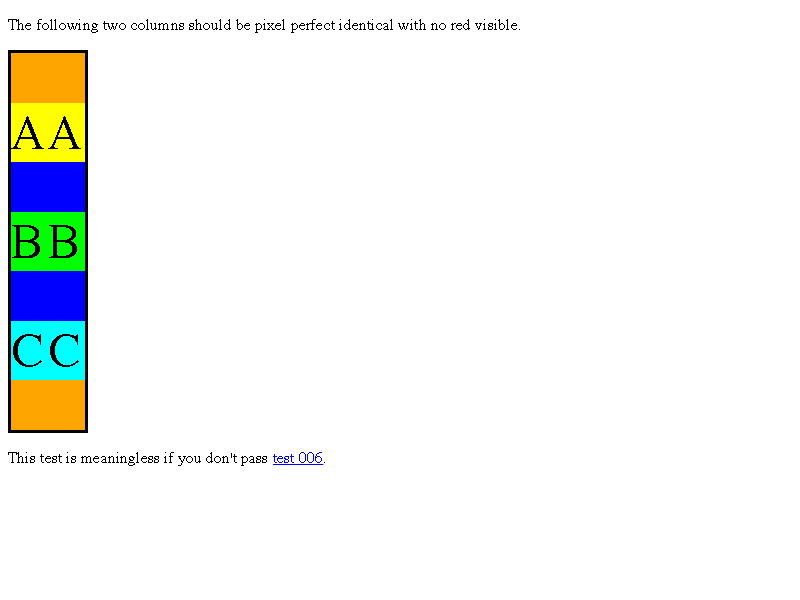 The following two columns should be pixel perfect identical with no red visible.
AA
BB
CC
This test is meaningless if you don't pass test 006.